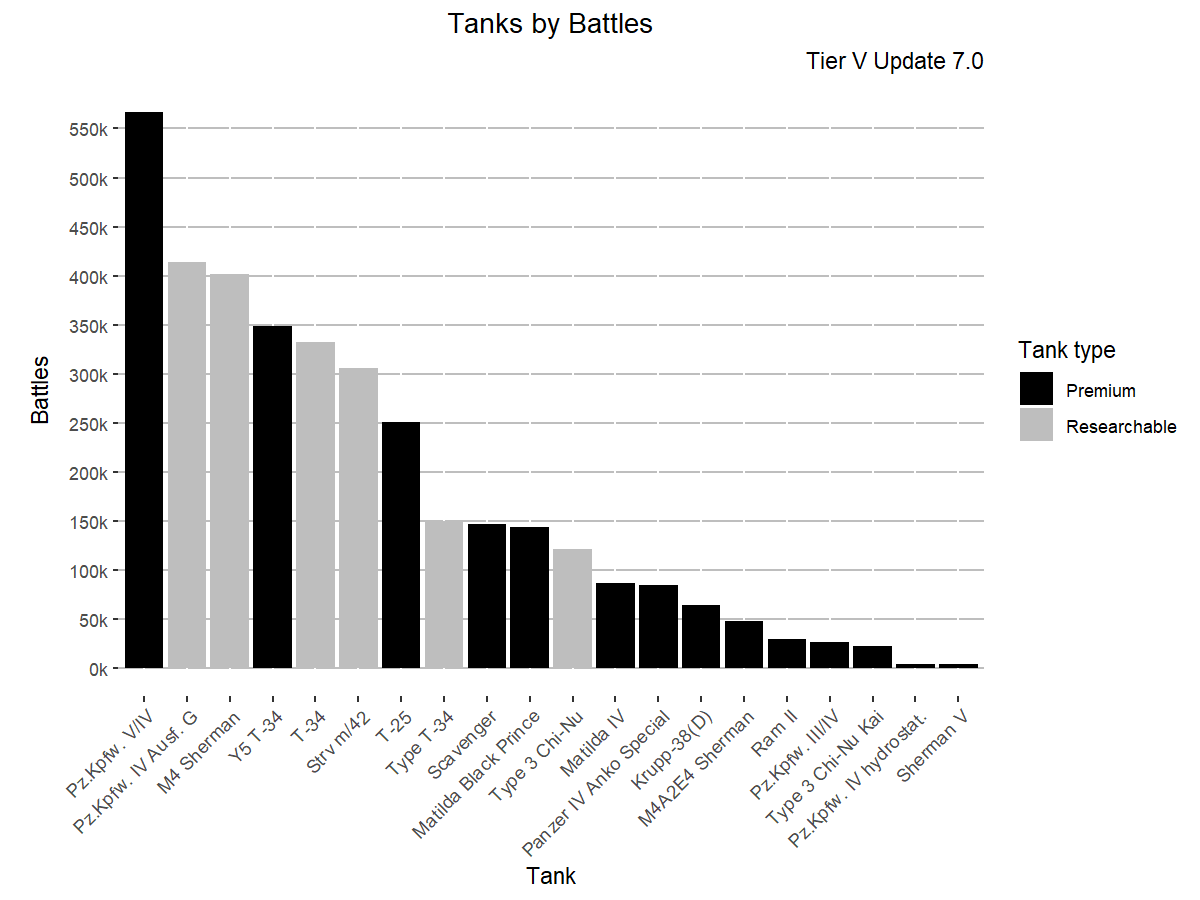 Tanks by Battles
Tier V Update 7.0
550k
500k
450k
400k
350k
300k
250k
200k
150k
100k
50k
0k
Battles
Pz.Kpfw. V/IV
Pz.Kpfw. IV Ausf. G
M4 Sherman
Y5 T-34
T-34
Strv m/42
T-25
Type T-34
Scavenger
Matilda Black Prince
Type 3 Chi-Nu
Matilda IV
Panzer IV Anko Special
Krupp-38(D)
M4A2E4 Sherman
Ram II
Pz.Kpfw. III/IV
Type 3 Chi-Nu Kai
Pz.Kpfw. IV hydrostat.
Sherman V
Tank
Tank type
Premium
Researchable